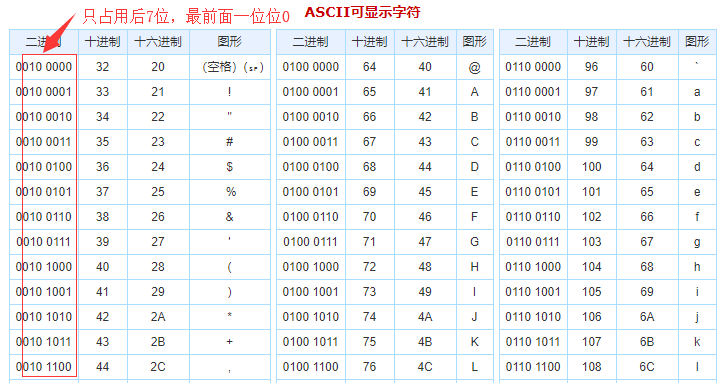 只占用后7位，最前面一位位0 ASCII可显示字符
二进制 十进制 十六进制 图形 二进制 十进制 十六进制 图形 二进制 十进制 十六进制 图形
0010 0000 32 20 （空格）(␠) 0100 0000 64 40 @ 0110 0000 96 60 `
0010 0001 33 21 ! 0100 0001 65 41 A 0110 0001 97 61 a
0010 0010 34 22 " 0100 0010 66 42 B 0110 0010 98 62 b
0010 0011 35 23 # 0100 0011 67 43 C 0110 0011 99 63 c
0010 0100 36 24 $ 0100 0100 68 44 D 0110 0100 100 64 d
0010 0101 37 25 % 0100 0101 69 45 E 0110 0101 101 65 e
0010 0110 38 26 & 0100 0110 70 46 F 0110 0110 102 66 f
0010 0111 39 27 ' 0100 0111 71 47 G 0110 0111 103 67 g
0010 1000 40 28 ( 0100 1000 72 48 H 0110 1000 104 68 h
0010 1001 41 29 ) 0100 1001 73 49 I 0110 1001 105 69 i
0010 1010 42 2A * 0100 1010 74 4A J 0110 1010 106 6A j
0010 1011 43 2B + 0100 1011 75 4B K 0110 1011 107 6B k
0010 1100 44 2C , 0100 1100 76 4C L 0110 1100 108 6C l